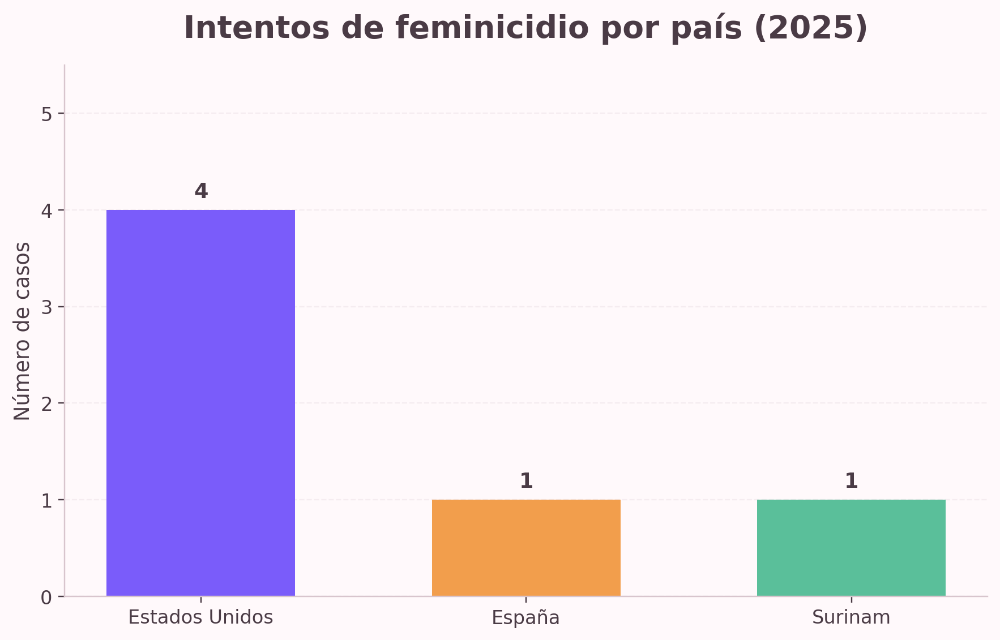 Intentos de feminicidio por país (2025)
Número de casos
5
4
3
2
1
0
4
1
1
Estados Unidos
España
Surinam